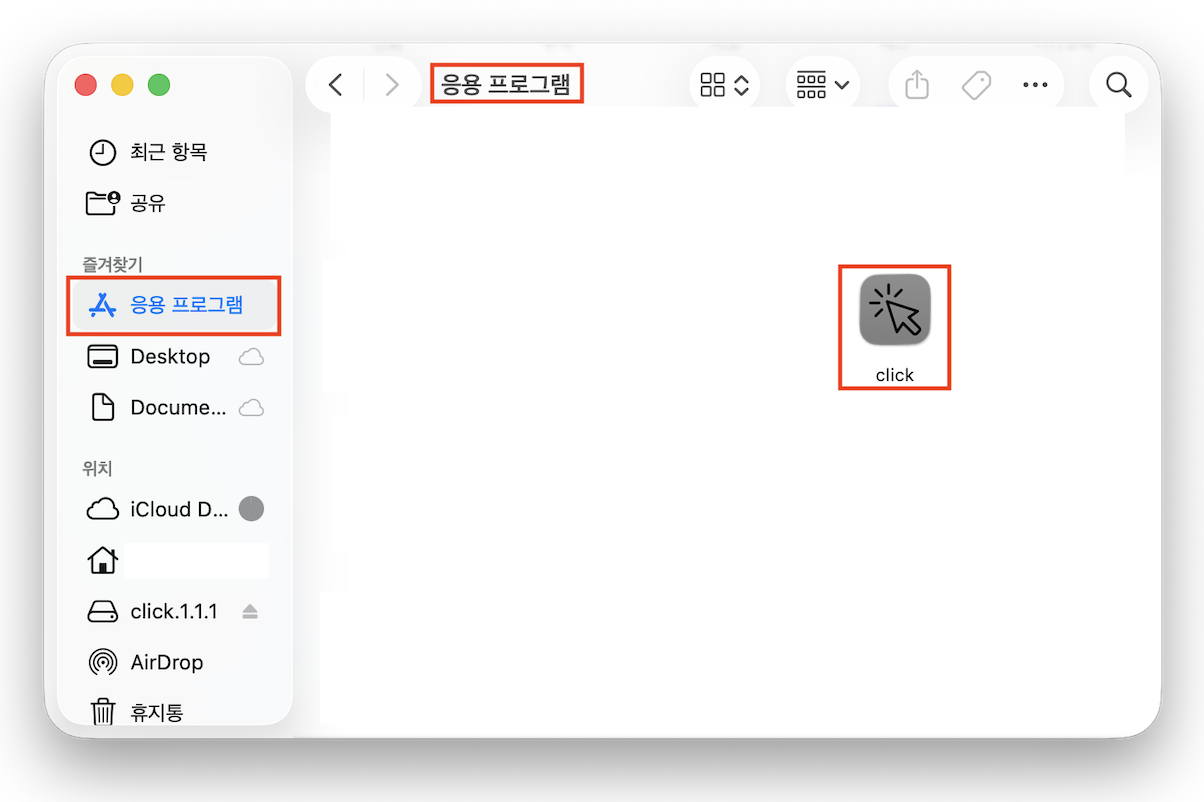 응용 프로그램
최근 항목
공유
즐겨찾기
응용 프로그램
Desktop
Docume...
위치
iCloud D...
click.1.1.1
AirDrop
휴지통
click